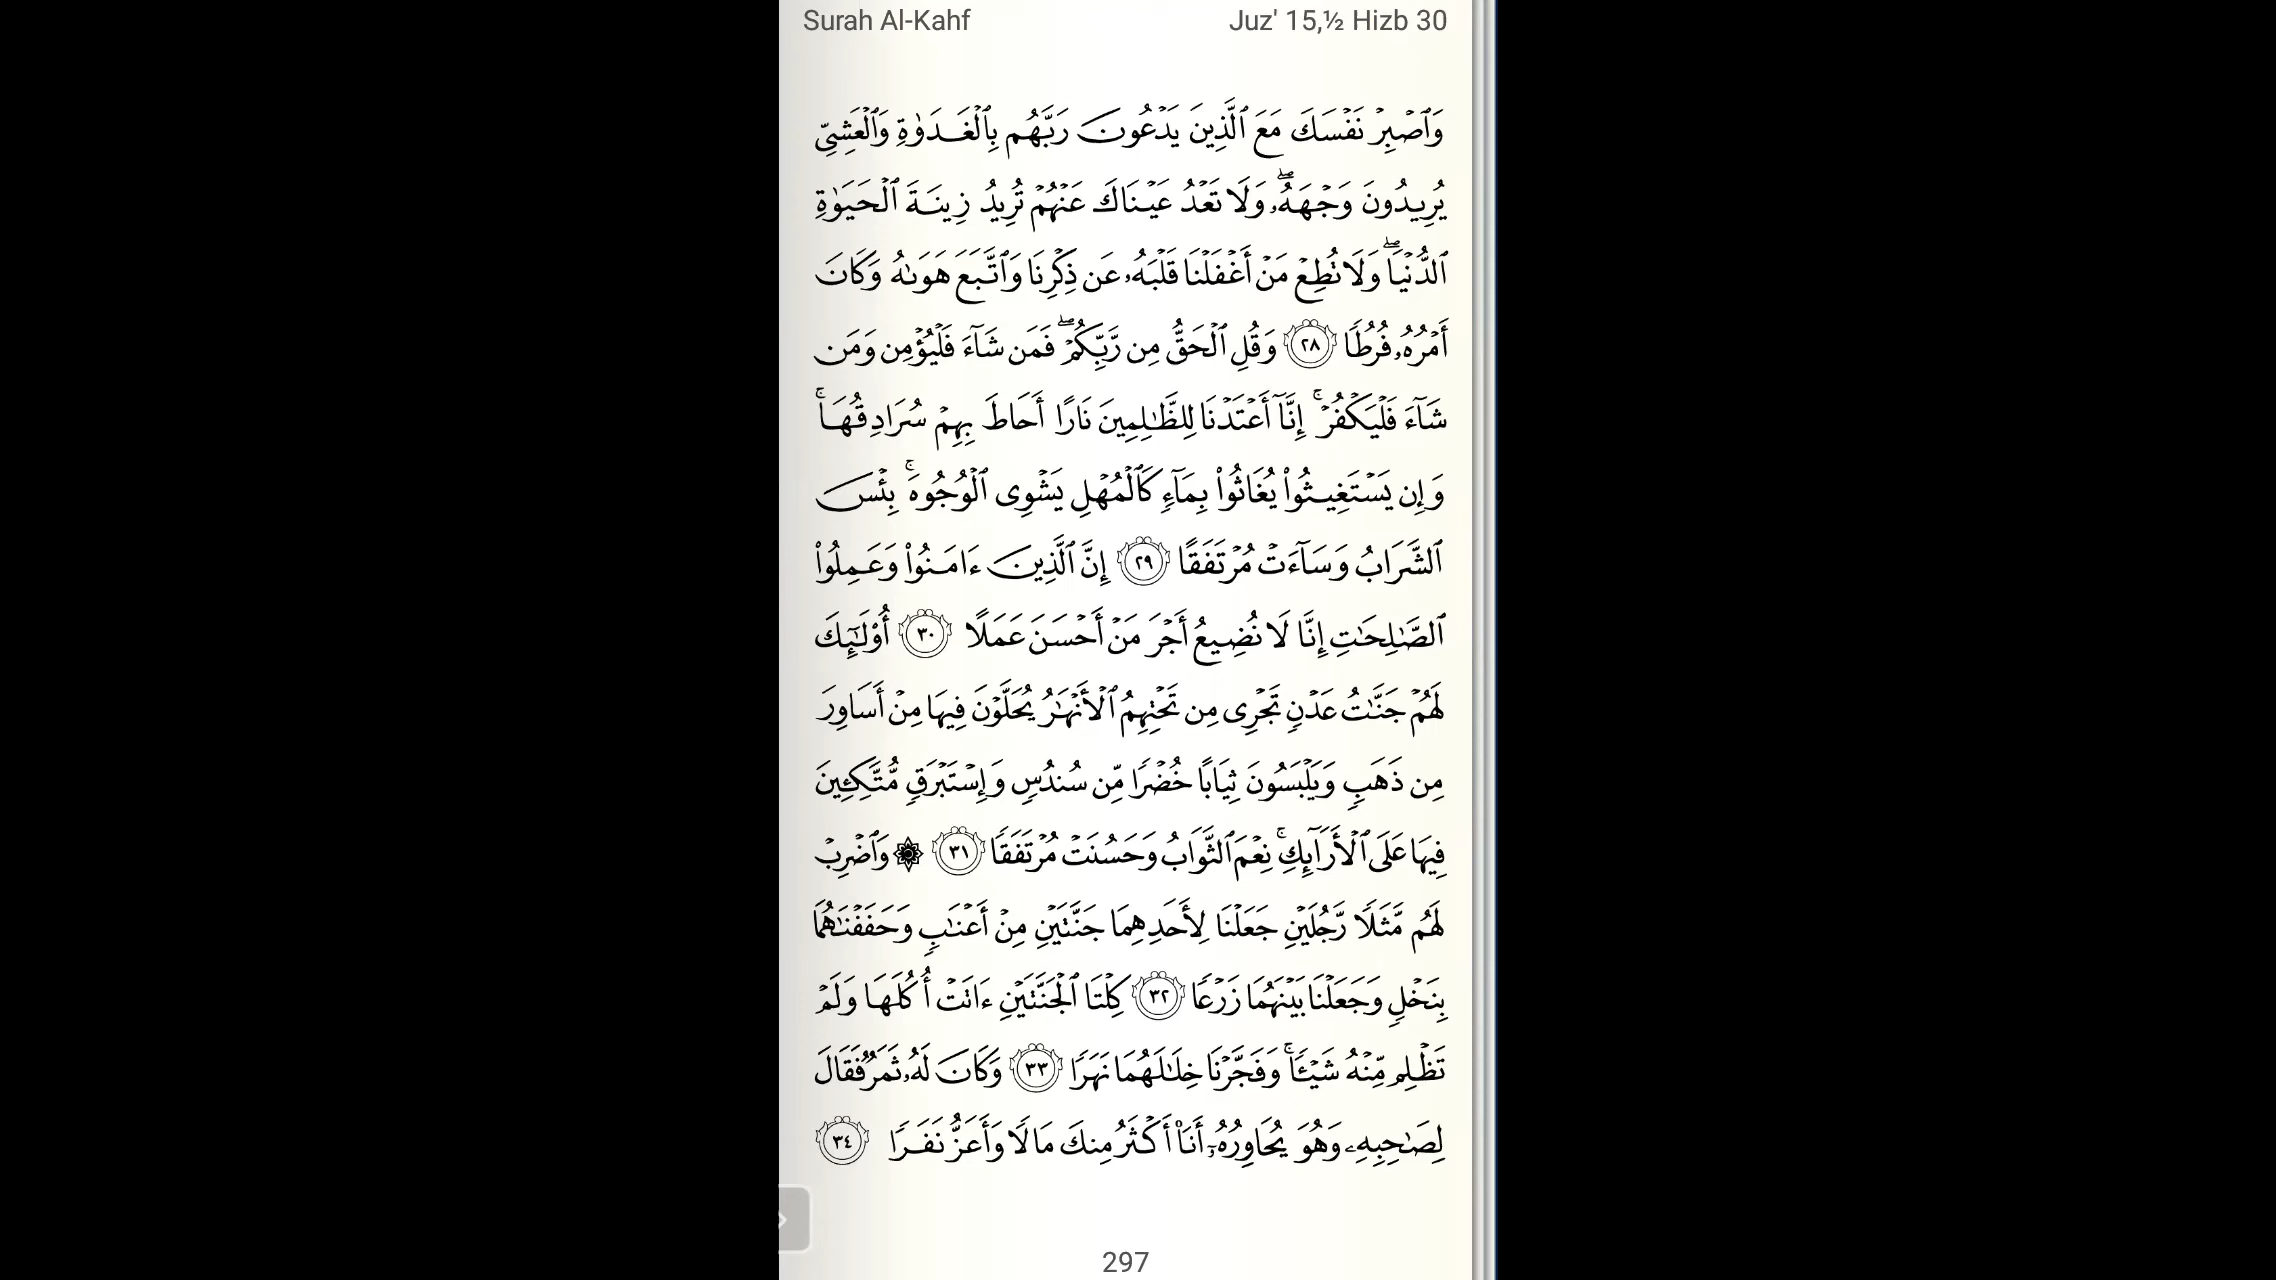 Surah Al-Kahf
Juz' 15,½ Hizb 30
وَٱصۡبِرۡ نَفۡسَكَ مَعَ ٱلَّذِينَ يَدۡعُونَ رَبَّهُم بِٱلۡغَدَوٰةِ وَٱلۡعَشِيِّ
يُرِيدُونَ وَجۡهَهُۥۖ وَلَا تَعۡدُ عَيۡنَاكَ عَنۡهُمۡ تُرِيدُ زِينَةَ ٱلۡحَيَوٰةِ
ٱلدُّنۡيَاۖ وَلَا تُطِعۡ مَنۡ أَغۡفَلۡنَا قَلۡبَهُۥ عَن ذِكۡرِنَا وَٱتَّبَعَ هَوَىٰهُ وَكَانَ
أَمۡرُهُۥ فُرُطٗا ٢٨ وَقُلِ ٱلۡحَقُّ مِن رَّبِّكُمۡۖ فَمَن شَآءَ فَلۡيُؤۡمِن وَمَن
شَآءَ فَلۡيَكۡفُرۡۚ إِنَّآ أَعۡتَدۡنَا لِلظَّٰلِمِينَ نَارًا أَحَاطَ بِهِمۡ سُرَادِقُهَاۚ
وَإِن يَسۡتَغِيثُواْ يُغَاثُواْ بِمَآءٖ كَٱلۡمُهۡلِ يَشۡوِي ٱلۡوُجُوهَۚ بِئۡسَ
ٱلشَّرَابُ وَسَآءَتۡ مُرۡتَفَقًا ٢٩ إِنَّ ٱلَّذِينَ ءَامَنُواْ وَعَمِلُواْ
ٱلصَّٰلِحَٰتِ إِنَّا لَا نُضِيعُ أَجۡرَ مَنۡ أَحۡسَنَ عَمَلًا ٣٠ أُوْلَٰٓئِكَ
لَهُمۡ جَنَّٰتُ عَدۡنٖ تَجۡرِي مِن تَحۡتِهِمُ ٱلۡأَنۡهَٰرُ يُحَلَّوۡنَ فِيهَا مِنۡ أَسَاوِرَ
مِن ذَهَبٖ وَيَلۡبَسُونَ ثِيَابًا خُضۡرٗا مِّن سُندُسٖ وَإِسۡتَبۡرَقٖ مُّتَّكِـِٔينَ
فِيهَا عَلَى ٱلۡأَرَآئِكِۚ نِعۡمَ ٱلثَّوَابُ وَحَسُنَتۡ مُرۡتَفَقٗا ٣١ ۞ وَٱضۡرِبۡ
لَهُم مَّثَلٗا رَّجُلَيۡنِ جَعَلۡنَا لِأَحَدِهِمَا جَنَّتَيۡنِ مِنۡ أَعۡنَٰبٖ وَحَفَفۡنَٰهُمَا
بِنَخۡلٖ وَجَعَلۡنَا بَيۡنَهُمَا زَرۡعٗا ٣٢ كِلۡتَا ٱلۡجَنَّتَيۡنِ ءَاتَتۡ أُكُلَهَا وَلَمۡ
تَظۡلِم مِّنۡهُ شَيۡـٔٗاۚ وَفَجَّرۡنَا خِلَٰلَهُمَا نَهَرٗا ٣٣ وَكَانَ لَهُۥ ثَمَرٞ فَقَالَ
لِصَٰحِبِهِۦ وَهُوَ يُحَاوِرُهُۥٓ أَنَا۠ أَكۡثَرُ مِنكَ مَالٗا وَأَعَزُّ نَفَرٗا ٣٤
297